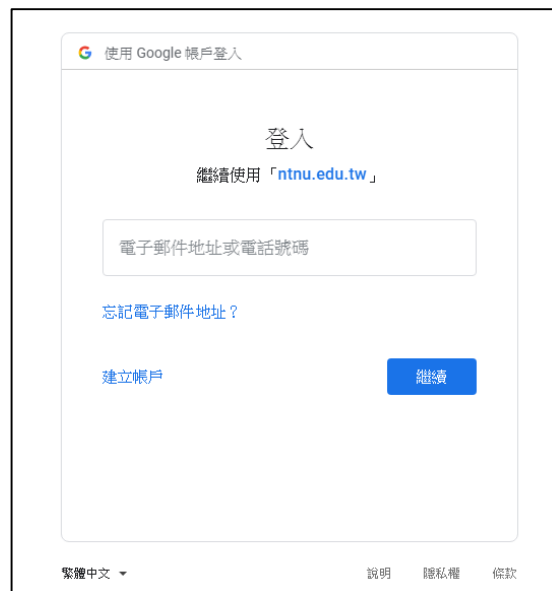 使用 Google 帳戶登入
登入
繼續使用「ntnu.edu.tw」
電子郵件地址或電話號碼
忘記電子郵件地址？
建立帳戶 繼續
繁體中文 說明 隱私權 條款